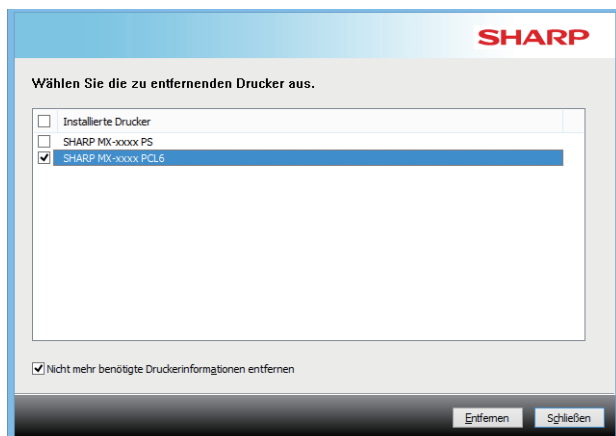 SHARP
Wählen Sie die zu entfernenden Drucker aus.
Installierte Drucker
SHARP MX-xxxx PS
SHARP MX-xxxx PCL6
Nicht mehr benötigte Druckerinformationen entfernen
Entfernen Schließen